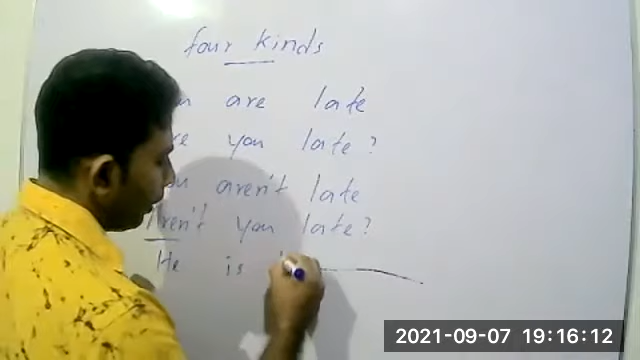 four kinds
are late
you late?
aren't late
Aren't you late?
He is
2021-09-07 19:16:12